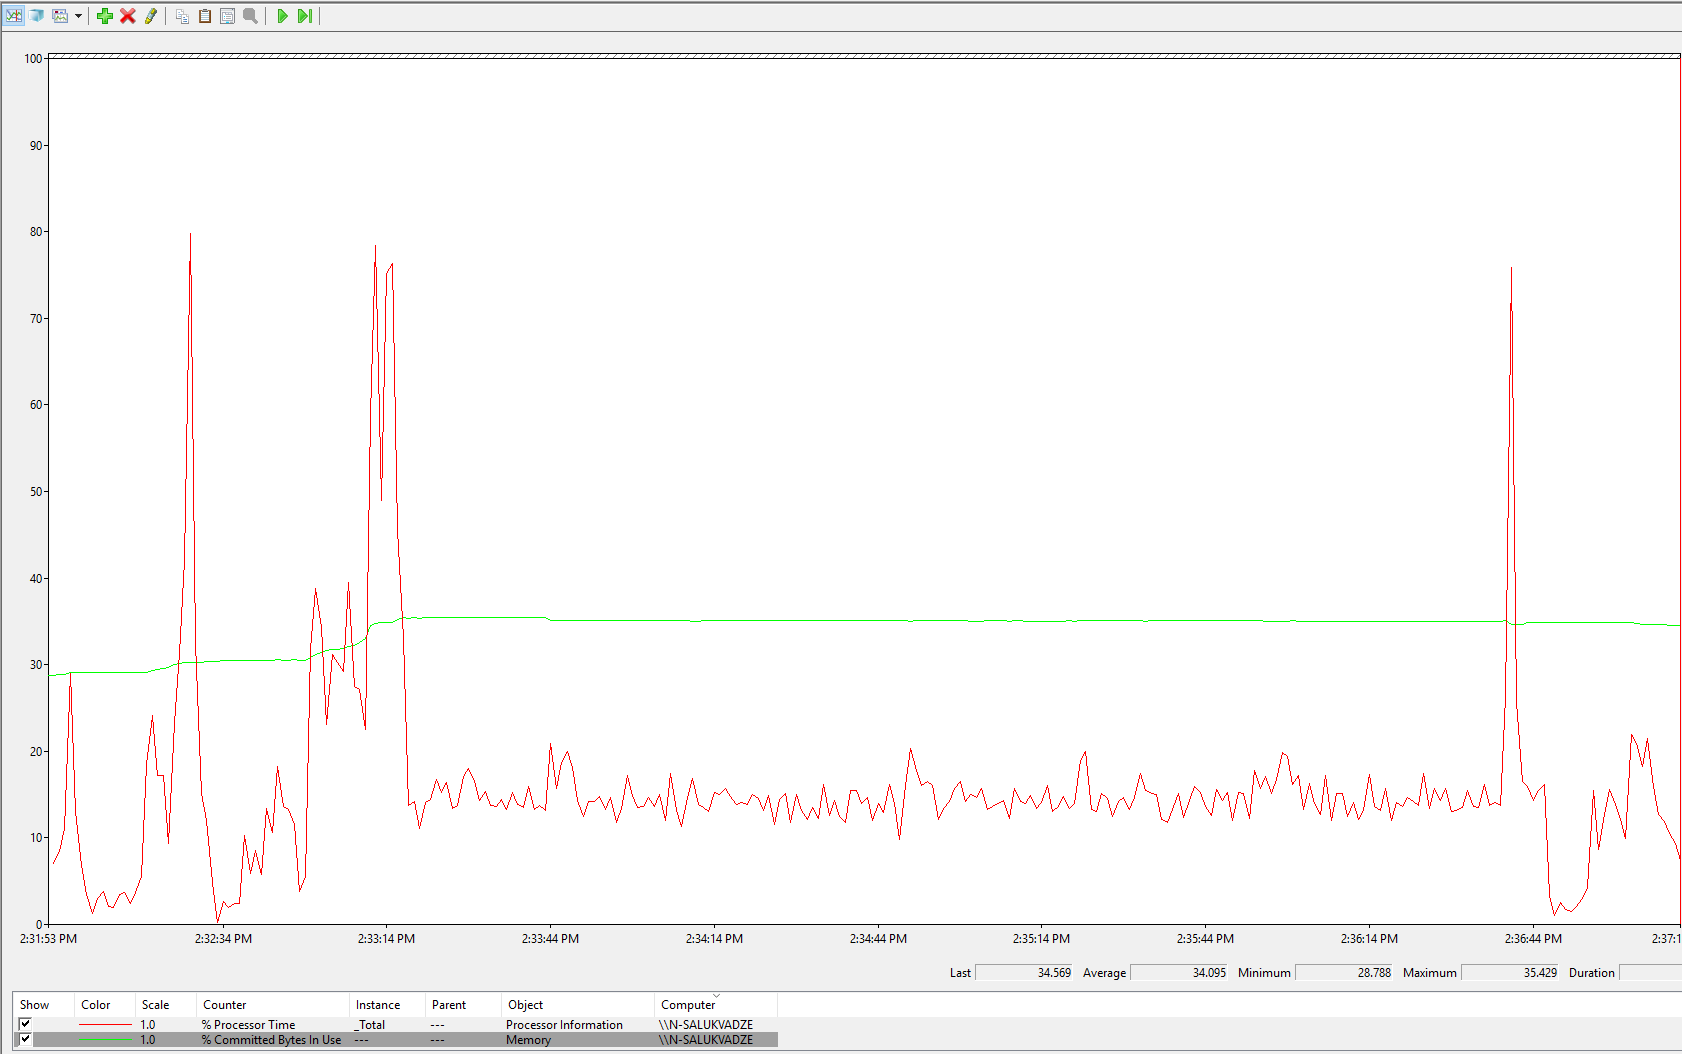 100
90
80
70
60
50
40
30
20
10
0
2:31:53 PM 2:32:34 PM 2:33:14 PM 2:33:44 PM 2:34:14 PM 2:34:44 PM 2:35:14 PM 2:35:44 PM 2:36:14 PM 2:36:44 PM 2:37:1
Last 34.569 Average 34.095 Minimum 28.788 Maximum 35.429 Duration
Show Color Scale Counter Instance Parent Object Computer
1.0 % Processor Time _Total --- Processor Information \\N-SALUKVADZE
1.0 % Committed Bytes In Use --- --- Memory \\N-SALUKVADZE